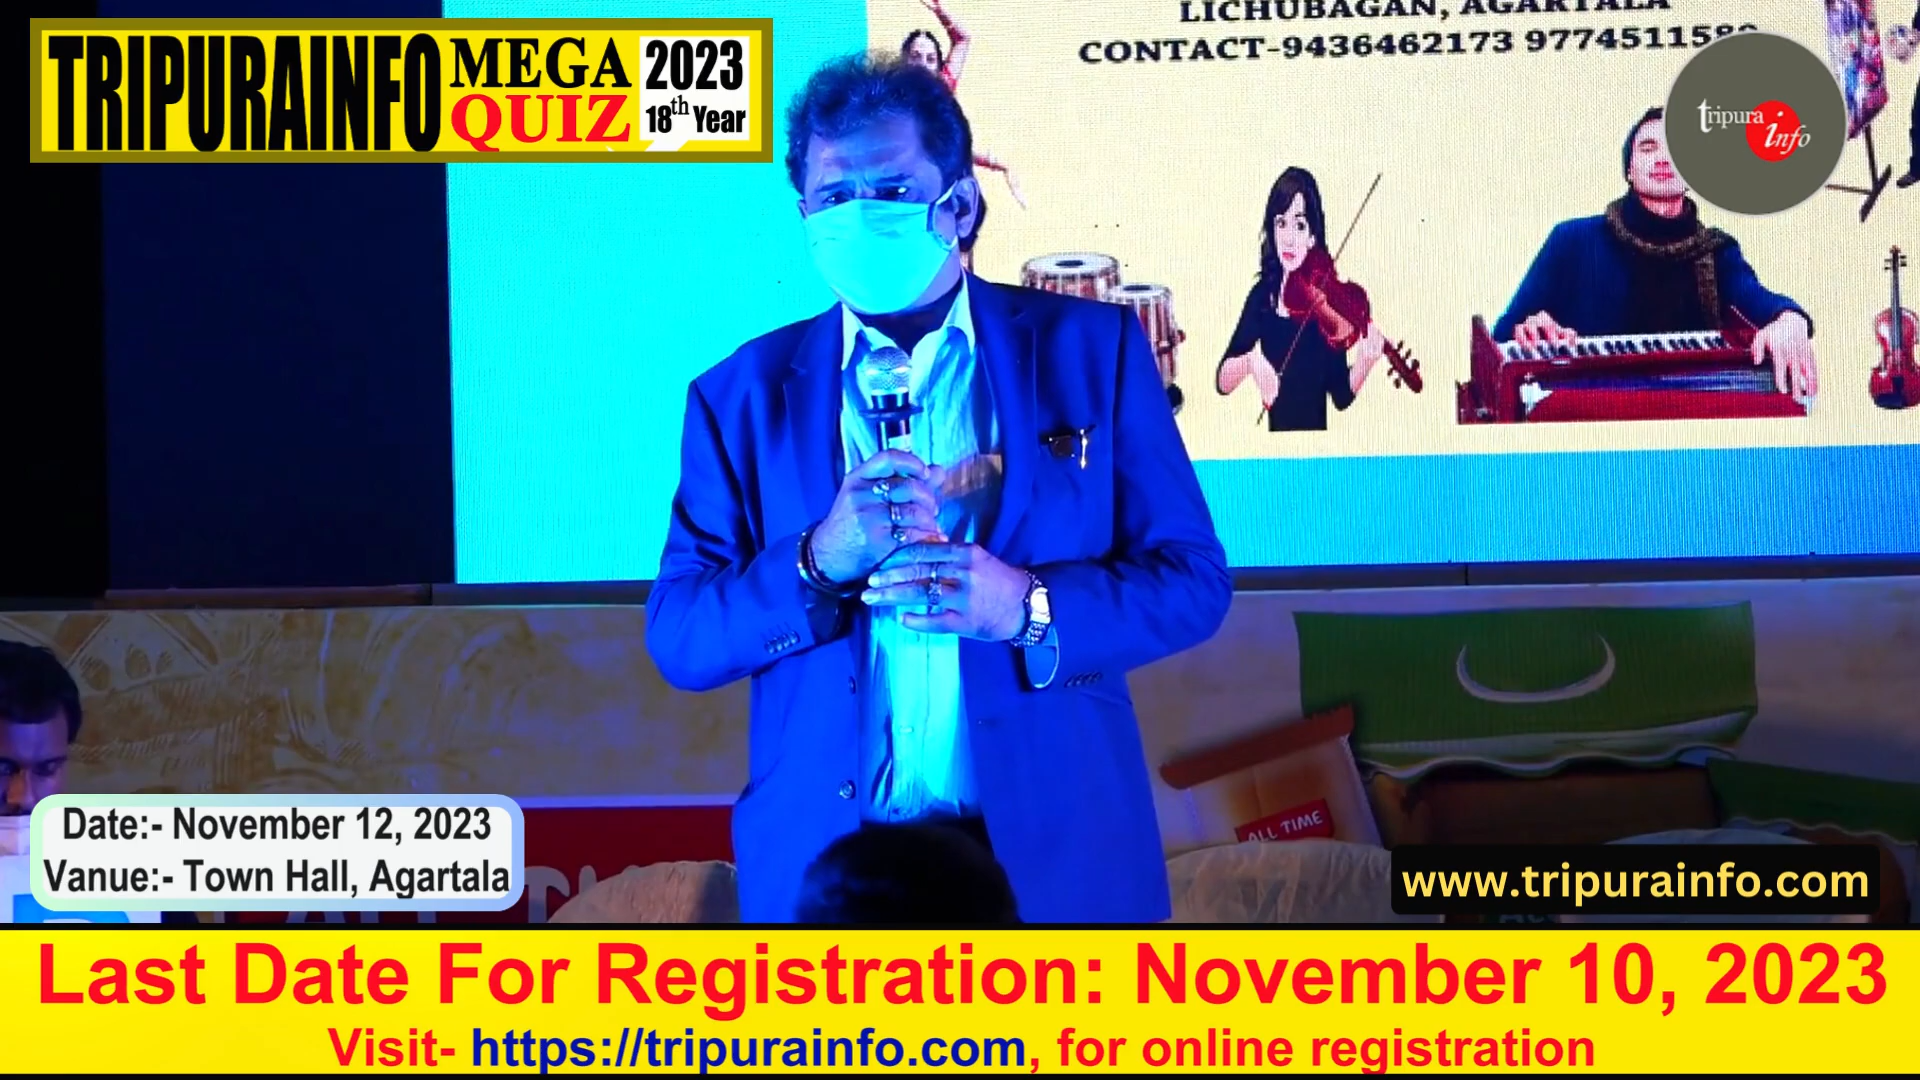 TRIPURAINFO MEGA QUIZ 2023 18th Year
LICHUBAGAN, AGARTALA
CONTACT-9436462173 9774511589
tripura info
ALL TIME
Date:- November 12, 2023
Vanue:- Town Hall, Agartala
www.tripurainfo.com
Last Date For Registration: November 10, 2023
Visit- https://tripurainfo.com, for online registration